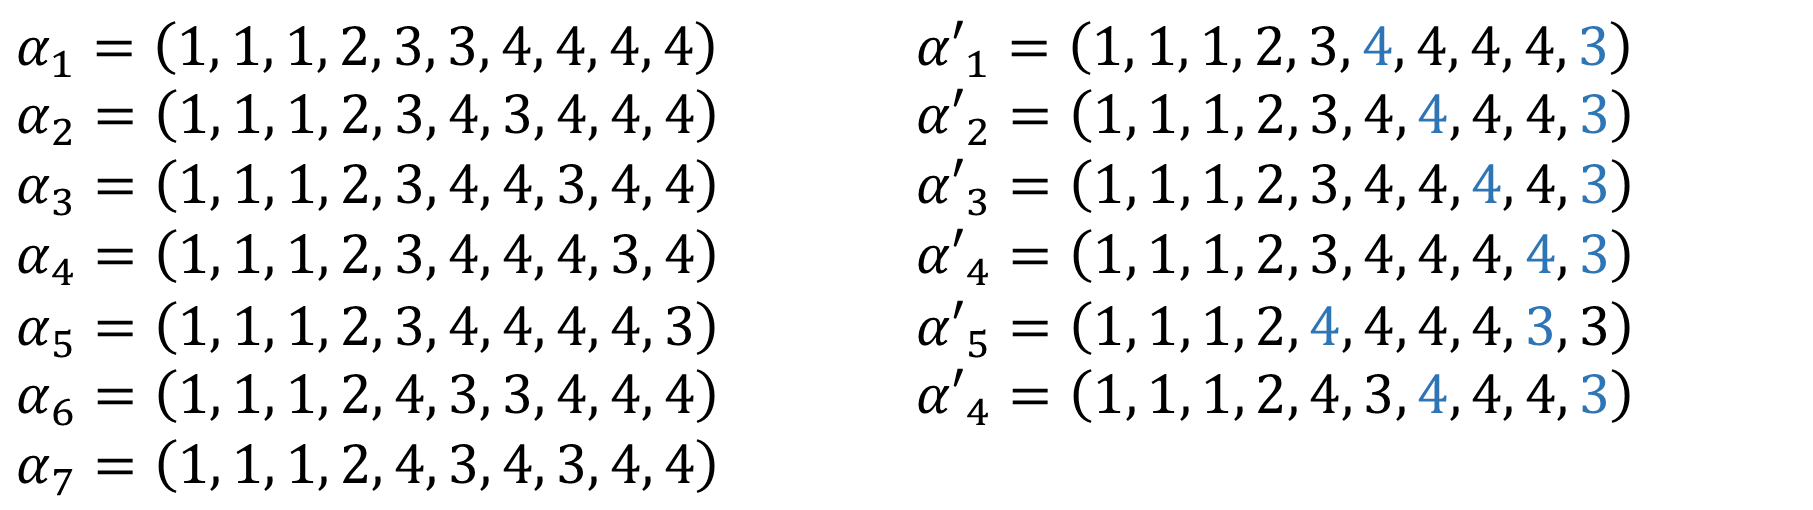 α₁ = (1, 1, 1, 2, 3, 3, 4, 4, 4, 4) α′₁ = (1, 1, 1, 2, 3, 4, 4, 4, 4, 3)
α₂ = (1, 1, 1, 2, 3, 4, 3, 4, 4, 4) α′₂ = (1, 1, 1, 2, 3, 4, 4, 4, 4, 3)
α₃ = (1, 1, 1, 2, 3, 4, 4, 3, 4, 4) α′₃ = (1, 1, 1, 2, 3, 4, 4, 4, 4, 3)
α₄ = (1, 1, 1, 2, 3, 4, 4, 4, 3, 4) α′₄ = (1, 1, 1, 2, 3, 4, 4, 4, 4, 3)
α₅ = (1, 1, 1, 2, 3, 4, 4, 4, 4, 3) α′₅ = (1, 1, 1, 2, 4, 4, 4, 4, 3, 3)
α₆ = (1, 1, 1, 2, 4, 3, 3, 4, 4, 4) α′₄ = (1, 1, 1, 2, 4, 3, 4, 4, 4, 3)
α₇ = (1, 1, 1, 2, 4, 3, 4, 3, 4, 4)